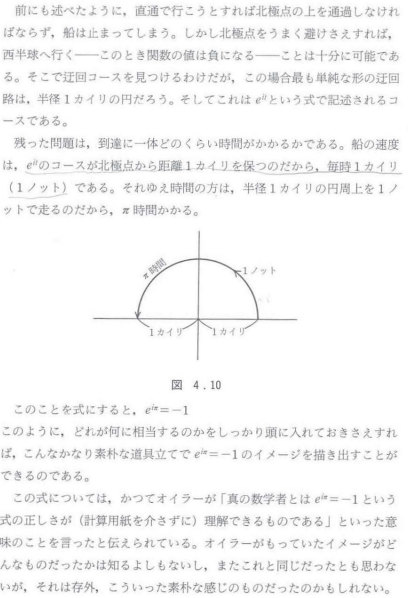 前にも述べたように，直通で行こうとすれば北極点の上を通過しなけれ
ばならず，船は止まってしまう。しかし北極点をうまく避けさえすれば，
西半球へ行く——このとき関数の値は負になる——ことは十分に可能であ
る。そこで迂回コースを見つけるわけだが，この場合最も単純な形の迂回
路は，半径1カイリの円だろう。そしてこれは eⁱᵗ という式で記述されるコ
ースである。
残った問題は，到達に一体どのくらい時間がかかるかである。船の速度
は，eⁱᵗのコースが北極点から距離1カイリを保つのだから，毎時1カイリ
（1ノット）である。それゆえ時間の方は，半径1カイリの円周上を1ノ
ットで走るのだから，π 時間かかる。
π時間
1ノット
1カイリ 1カイリ
図 4.10
このことを式にすると，e^{iπ}＝−1
このように，どれが何に相当するのかをしっかり頭に入れておきさえすれ
ば，こんなかなり素朴な道具立てで e^{iπ}＝−1のイメージを描き出すことが
できるのである。
この式については，かつてオイラーが「真の数学者とは e^{iπ}＝−1 という
式の正しさが（計算用紙を介さずに）理解できるものである」といった意
味のことを言ったと伝えられている。オイラーがもっていたイメージがど
んなものだったかは知るよしもないし，またこれと同じだったとも思わな
いが，それは存外，こういった素朴な感じのものだったのかもしれない。